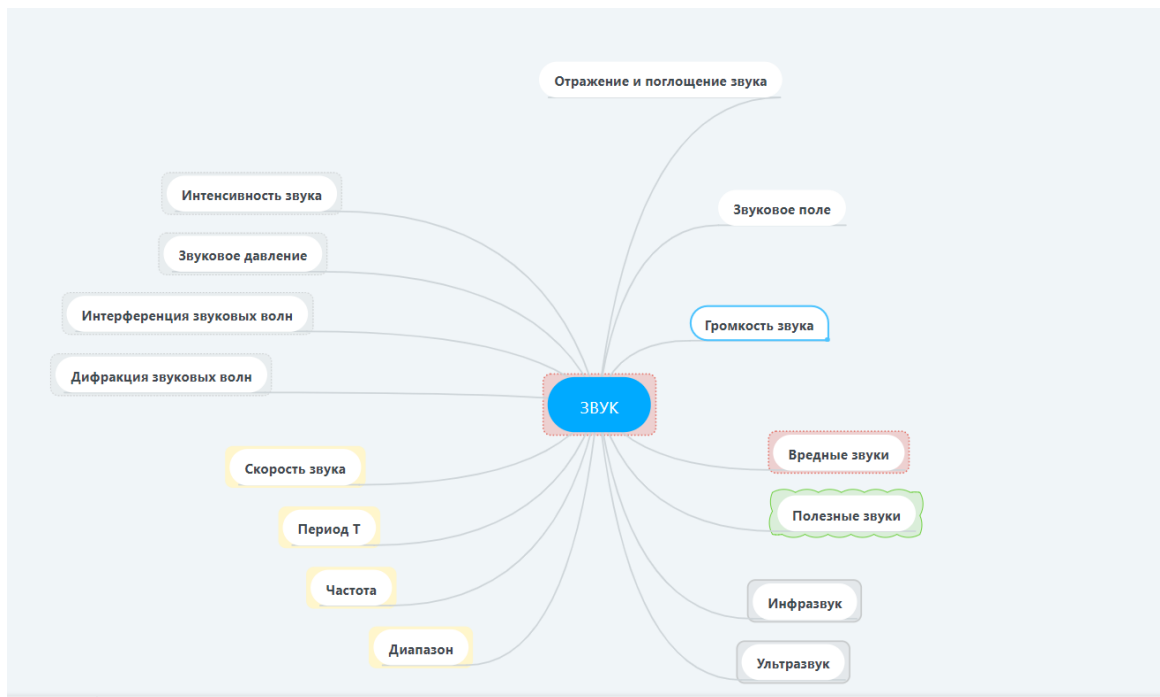 Отражение и поглощение звука
Интенсивность звука
Звуковое поле
Звуковое давление
Интерференция звуковых волн
Громкость звука
Дифракция звуковых волн
ЗВУК
Вредные звуки
Скорость звука
Полезные звуки
Период Т
Частота
Инфразвук
Диапазон
Ультразвук